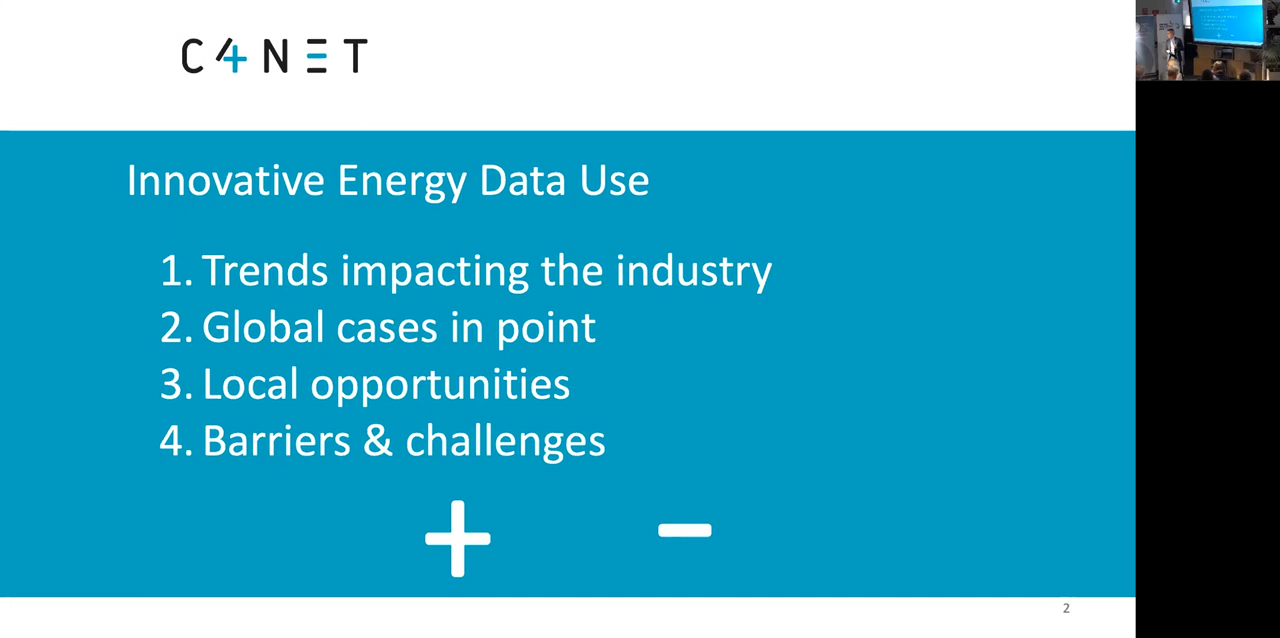 C4NET
Innovative Energy Data Use
1. Trends impacting the industry
2. Global cases in point
3. Local opportunities
4. Barriers & challenges
+ −
2